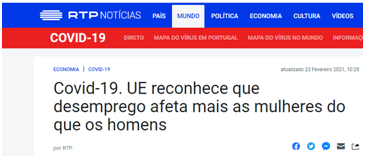 RTP NOTÍCIAS PAÍS MUNDO POLÍTICA ECONOMIA CULTURA VÍDEOS
COVID-19 DIRETO MAPA DO VÍRUS EM PORTUGAL MAPA DO VÍRUS NO MUNDO INFORMAÇ
ECONOMIA COVID-19 atualizado 23 Fevereiro 2021, 10:29
Covid-19. UE reconhece que
desemprego afeta mais as mulheres do
que os homens
por RTP